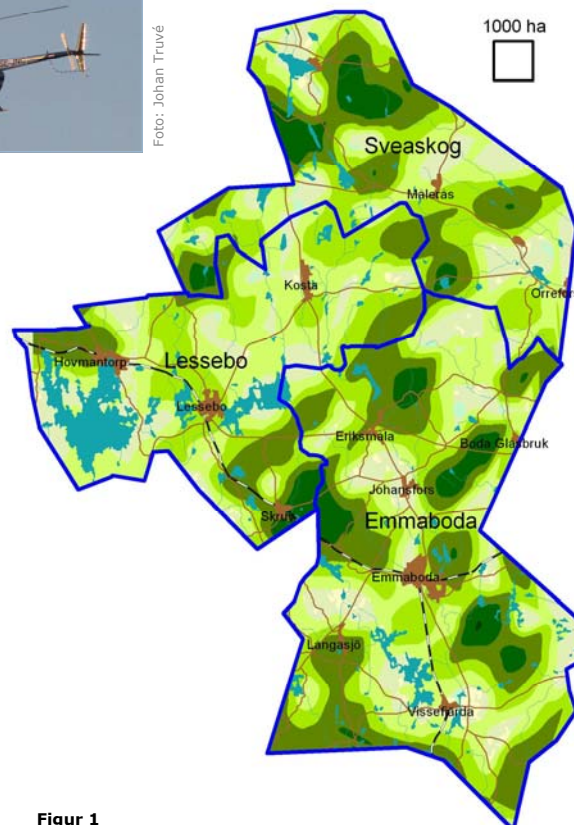 Foto: Johan Truvé
1000 ha
Sveaskog
Målerås
Kosta
Orrefors
Hovmantorp
Lessebo
Lessebo
Eriksmåla
Boda Glasbruk
Johansfors
Skruv
Emmaboda
Emmaboda
Långasjö
Vissefjärda
Figur 1